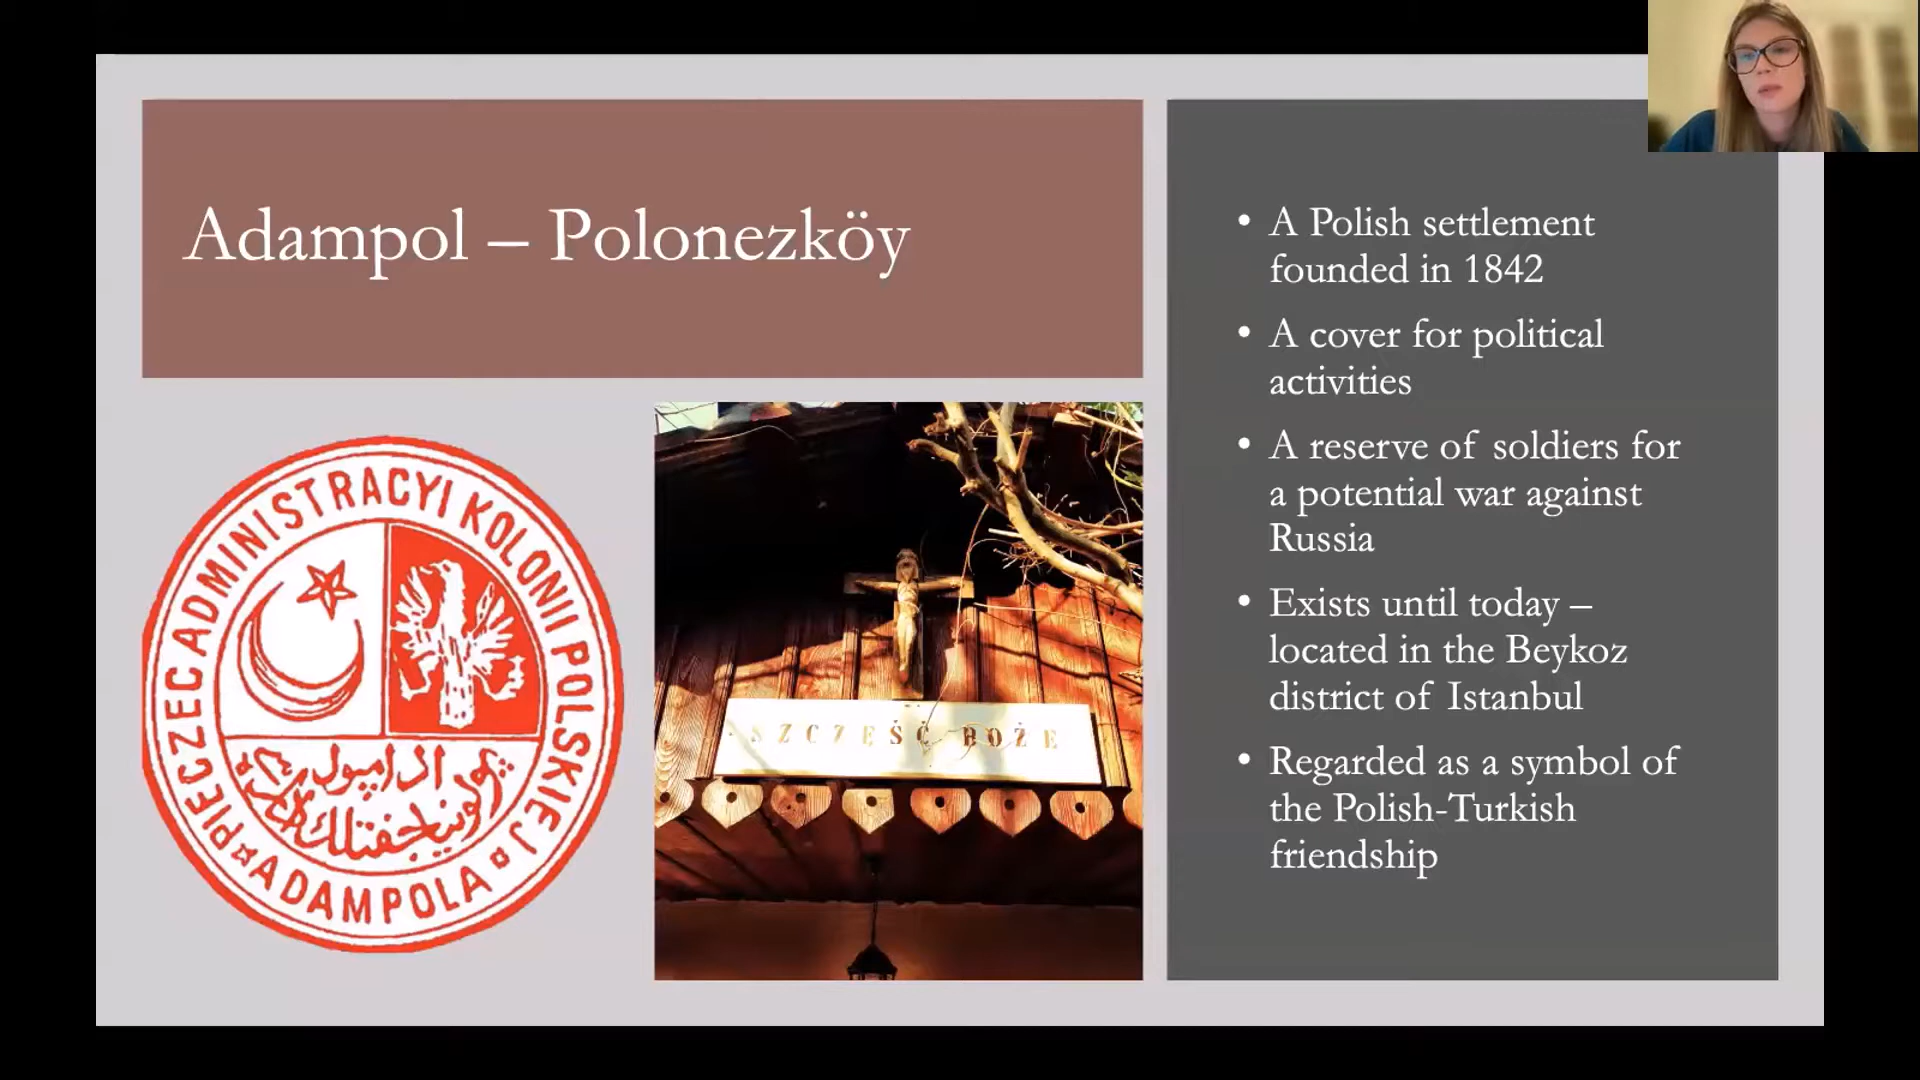 Adampol – Polonezköy
PIECZEC ADMINISTRACYI KOLONII POLSKIEJ
ADAMPOLA
SZCZĘŚĆ BOŻE
• A Polish settlement
founded in 1842
• A cover for political
activities
• A reserve of soldiers for
a potential war against
Russia
• Exists until today –
located in the Beykoz
district of Istanbul
• Regarded as a symbol of
the Polish-Turkish
friendship